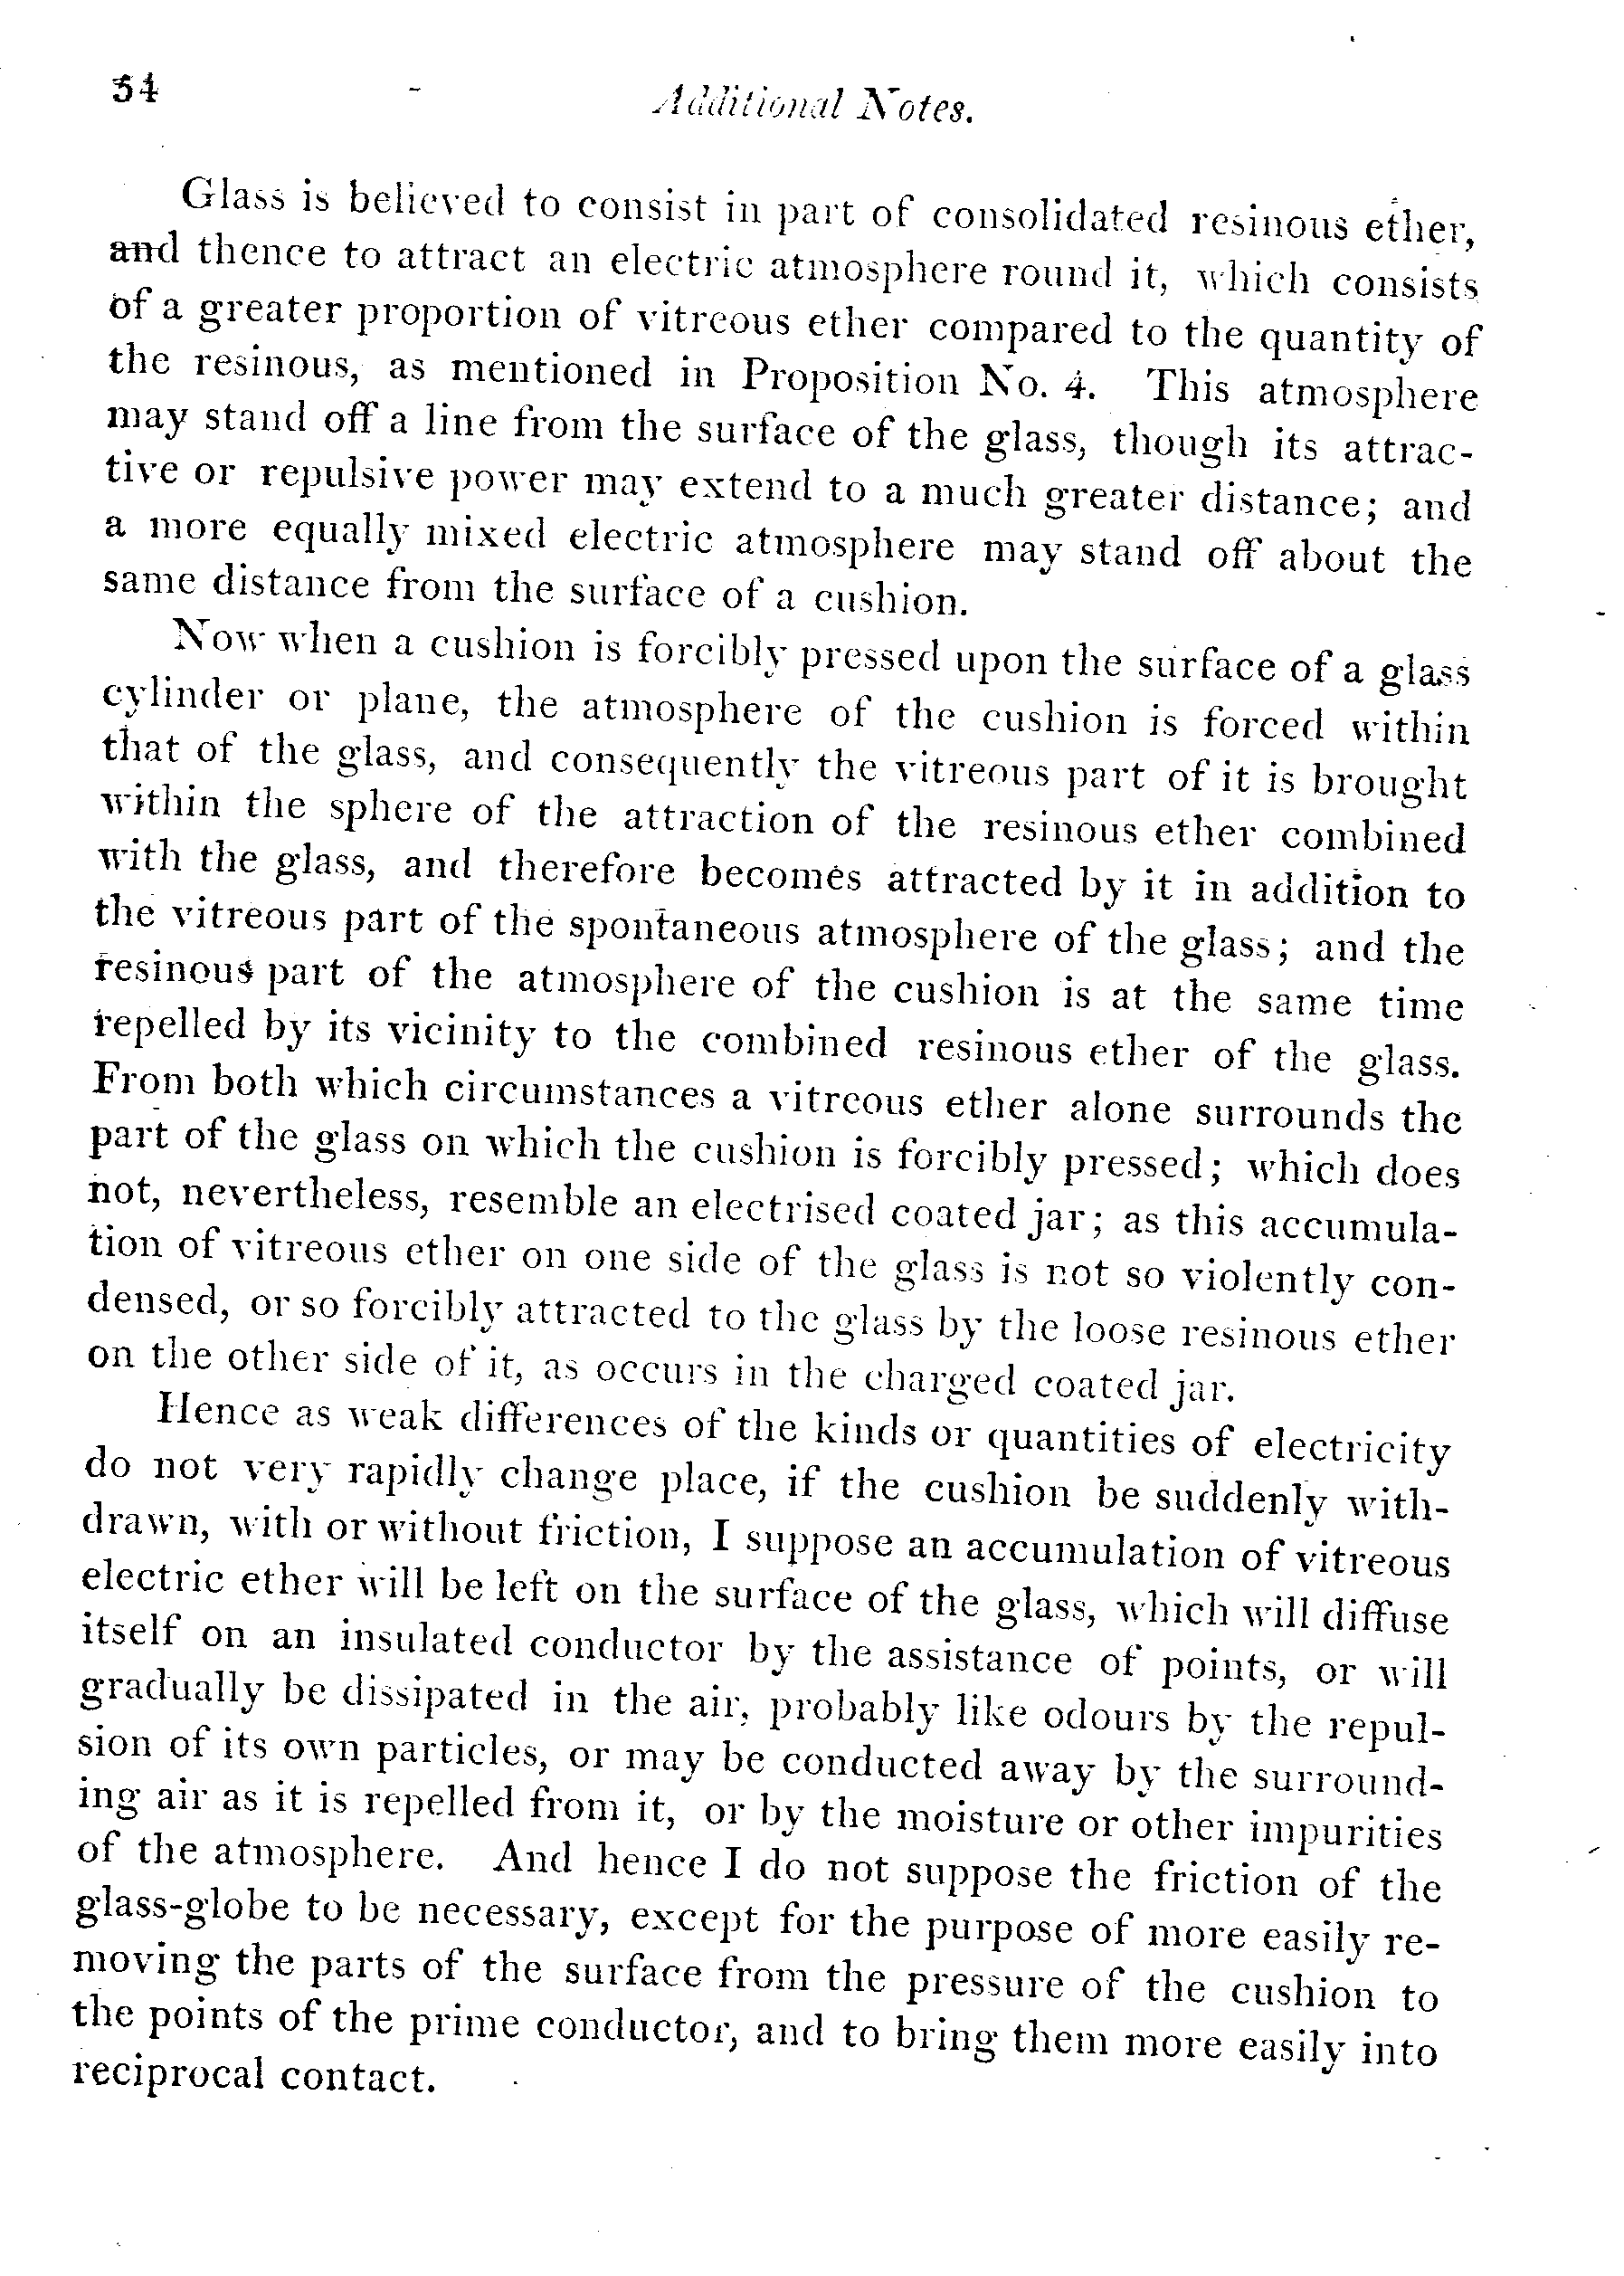 54
Additional Notes.
Glass is believed to consist in part of consolidated resinous ether,
and thence to attract an electric atmosphere round it, which consists
of a greater proportion of vitreous ether compared to the quantity of
the resinous, as mentioned in Proposition No. 4. This atmosphere
may stand off a line from the surface of the glass, though its attrac-
tive or repulsive power may extend to a much greater distance; and
a more equally mixed electric atmosphere may stand off about the
same distance from the surface of a cushion.
Now when a cushion is forcibly pressed upon the surface of a glass
cylinder or plane, the atmosphere of the cushion is forced within
that of the glass, and consequently the vitreous part of it is brought
within the sphere of the attraction of the resinous ether combined
with the glass, and therefore becomes attracted by it in addition to
the vitreous part of the spontaneous atmosphere of the glass; and the
resinous part of the atmosphere of the cushion is at the same time
repelled by its vicinity to the combined resinous ether of the glass.
From both which circumstances a vitreous ether alone surrounds the
part of the glass on which the cushion is forcibly pressed; which does
not, nevertheless, resemble an electrised coated jar; as this accumula-
tion of vitreous ether on one side of the glass is not so violently con-
densed, or so forcibly attracted to the glass by the loose resinous ether
on the other side of it, as occurs in the charged coated jar.
Hence as weak differences of the kinds or quantities of electricity
do not very rapidly change place, if the cushion be suddenly with-
drawn, with or without friction, I suppose an accumulation of vitreous
electric ether will be left on the surface of the glass, which will diffuse
itself on an insulated conductor by the assistance of points, or will
gradually be dissipated in the air, probably like odours by the repul-
sion of its own particles, or may be conducted away by the surround-
ing air as it is repelled from it, or by the moisture or other impurities
of the atmosphere. And hence I do not suppose the friction of the
glass-globe to be necessary, except for the purpose of more easily re-
moving the parts of the surface from the pressure of the cushion to
the points of the prime conductor, and to bring them more easily into
reciprocal contact.